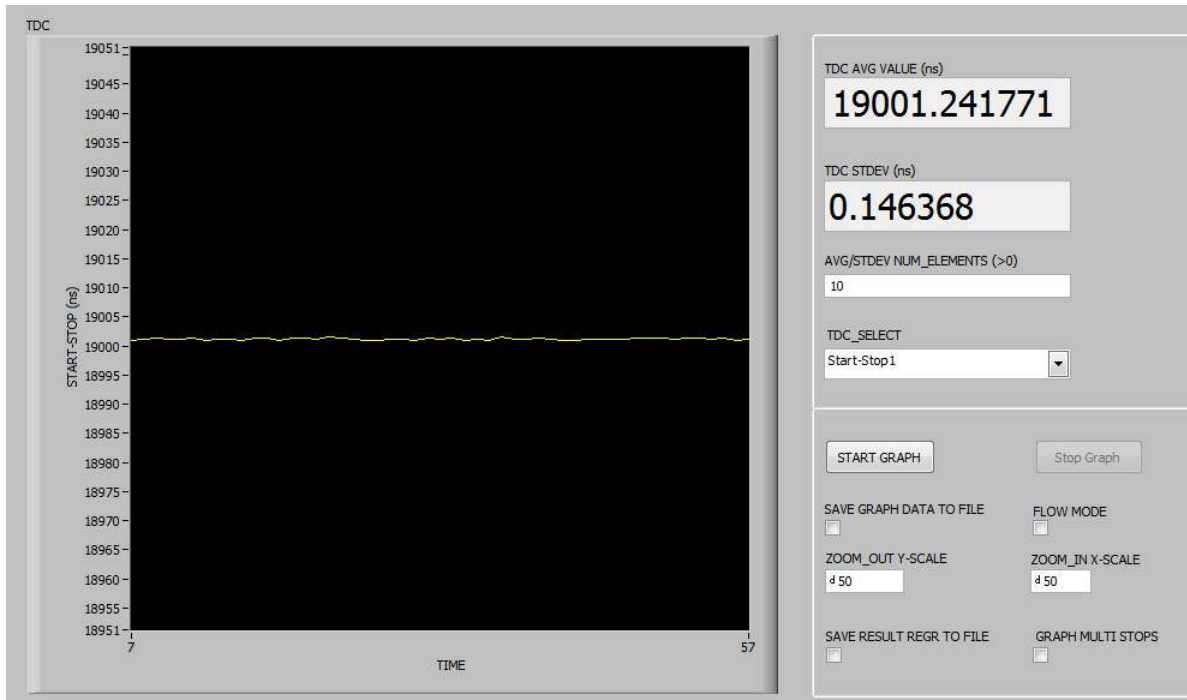 TDC
19051
19045
19040
19035
19030
19025
19020
19015
19010
19005
19000
18995
18990
18985
18980
18975
18970
18965
18960
18955
18951
START-STOP (ns)
7
57
TIME
TDC AVG VALUE (ns)
19001.241771
TDC STDEV (ns)
0.146368
AVG/STDEV NUM_ELEMENTS (>0)
10
TDC_SELECT
Start-Stop1
START GRAPH
Stop Graph
SAVE GRAPH DATA TO FILE
FLOW MODE
ZOOM_OUT Y-SCALE
ZOOM_IN X-SCALE
d 50
d 50
SAVE RESULT REGR TO FILE
GRAPH MULTI STOPS